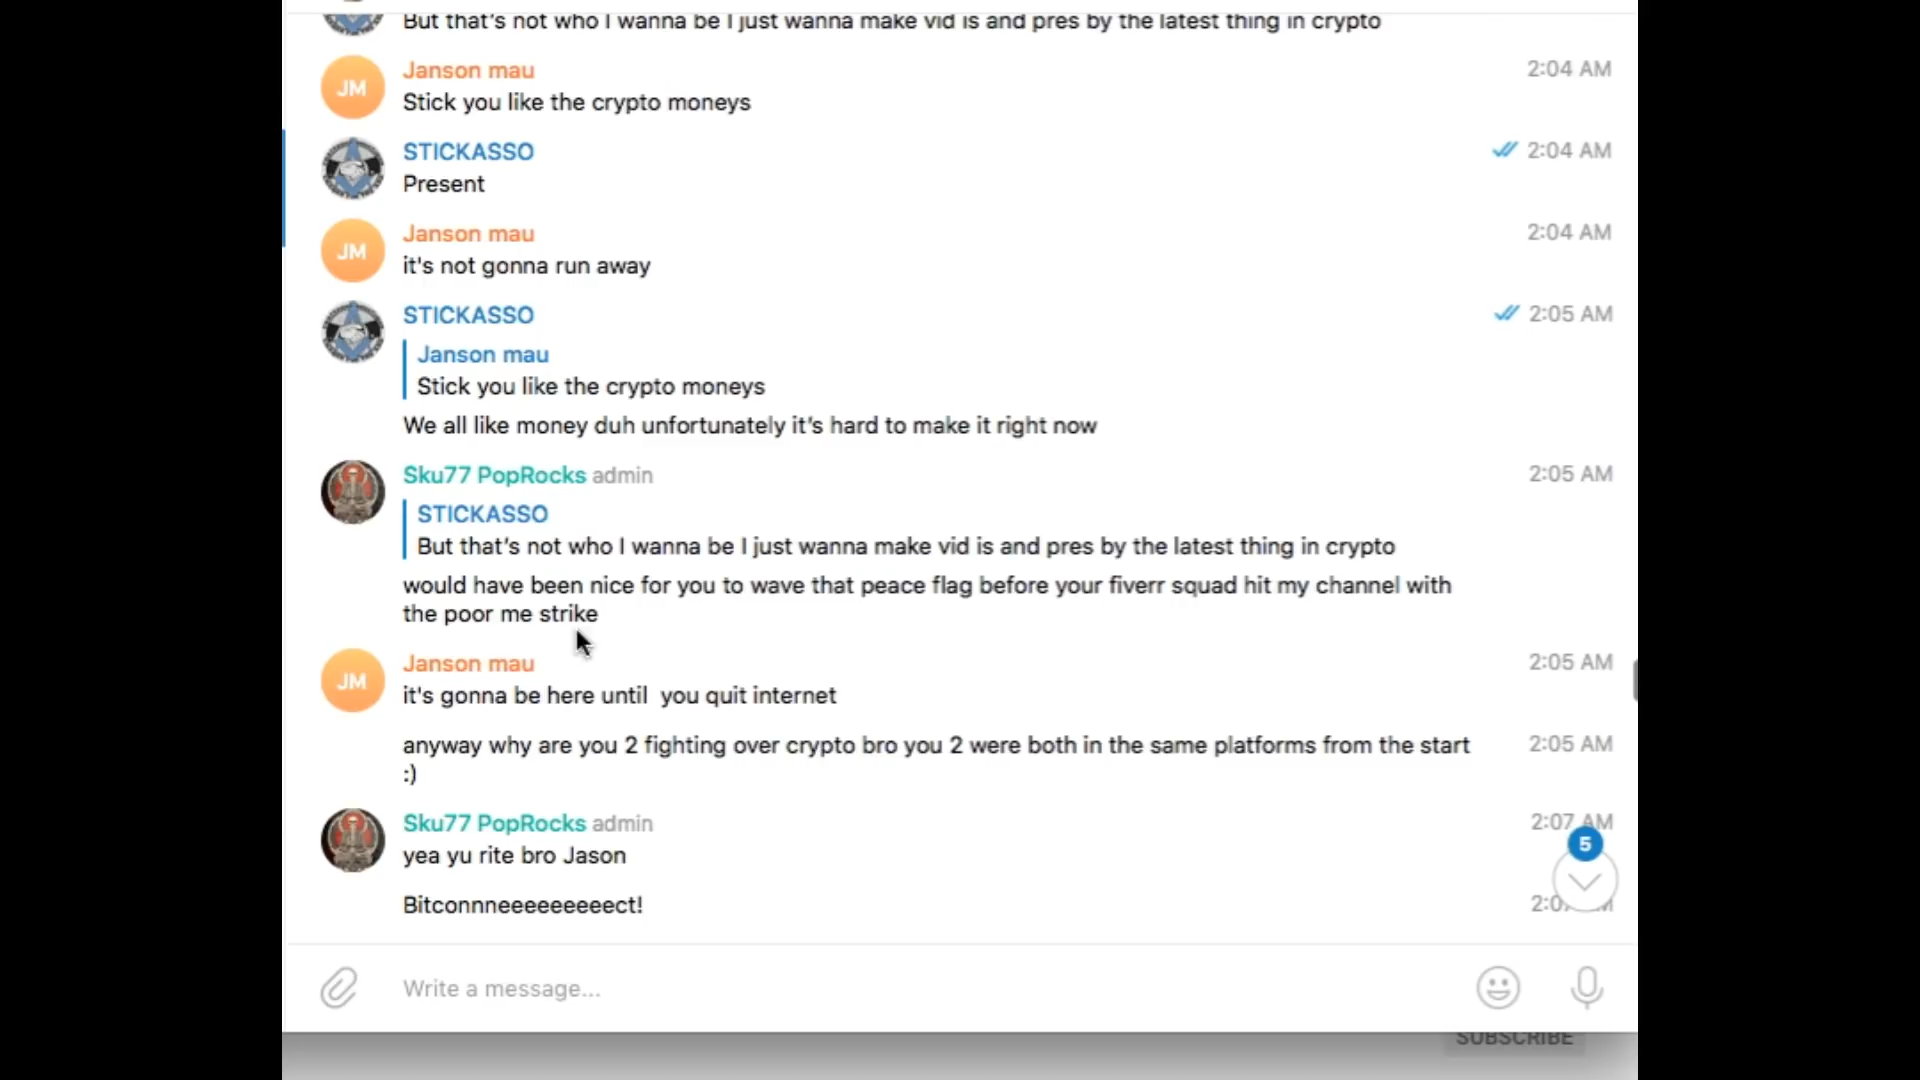 But that's not who I wanna be I just wanna make vid is and pres by the latest thing in crypto
Janson mau 2:04 AM
JM
Stick you like the crypto moneys
STICKASSO 2:04 AM
Present
Janson mau 2:04 AM
JM
it's not gonna run away
STICKASSO 2:05 AM
Janson mau
Stick you like the crypto moneys
We all like money duh unfortunately it's hard to make it right now
Sku77 PopRocks admin 2:05 AM
STICKASSO
But that's not who I wanna be I just wanna make vid is and pres by the latest thing in crypto
would have been nice for you to wave that peace flag before your fiverr squad hit my channel with
the poor me strike
Janson mau 2:05 AM
JM
it's gonna be here until  you quit internet
anyway why are you 2 fighting over crypto bro you 2 were both in the same platforms from the start 2:05 AM
:)
Sku77 PopRocks admin 2:07 AM
5
yea yu rite bro Jason
Bitconnneeeeeeeeect!
Write a message...
SUBSCRIBE